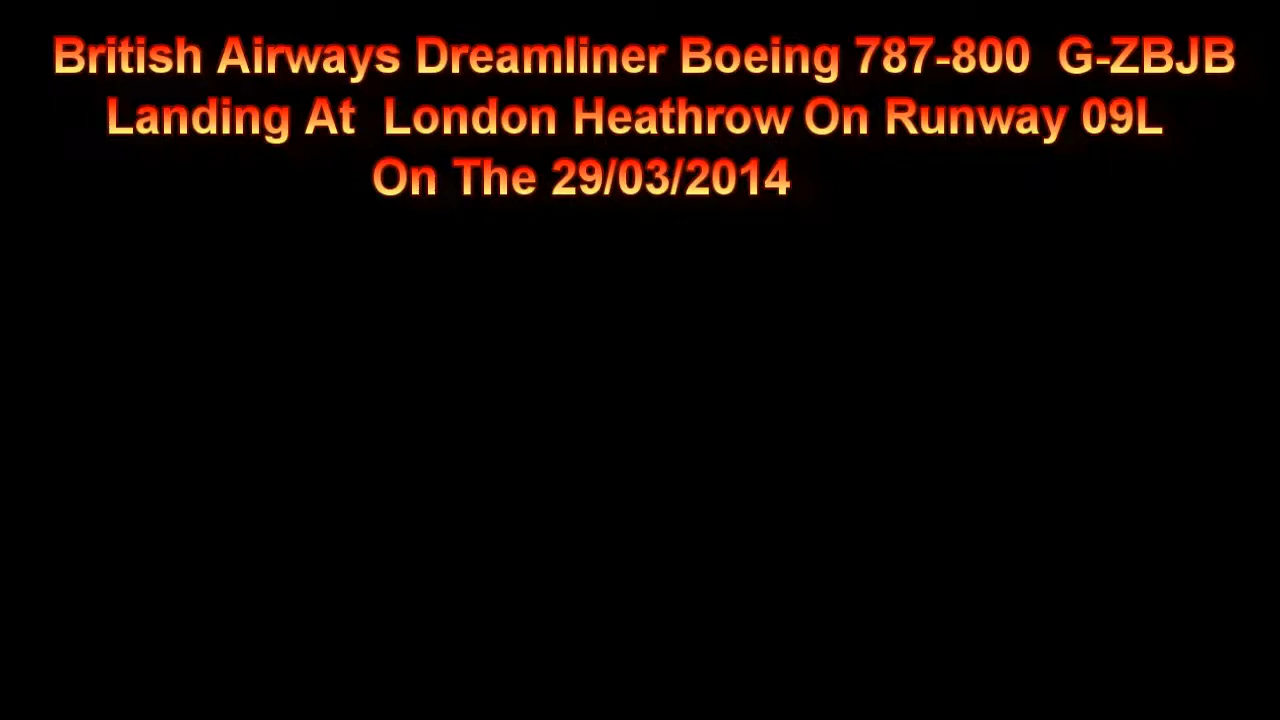 British Airways Dreamliner Boeing 787-800  G-ZBJB
Landing At  London Heathrow On Runway 09L
On The 29/03/2014